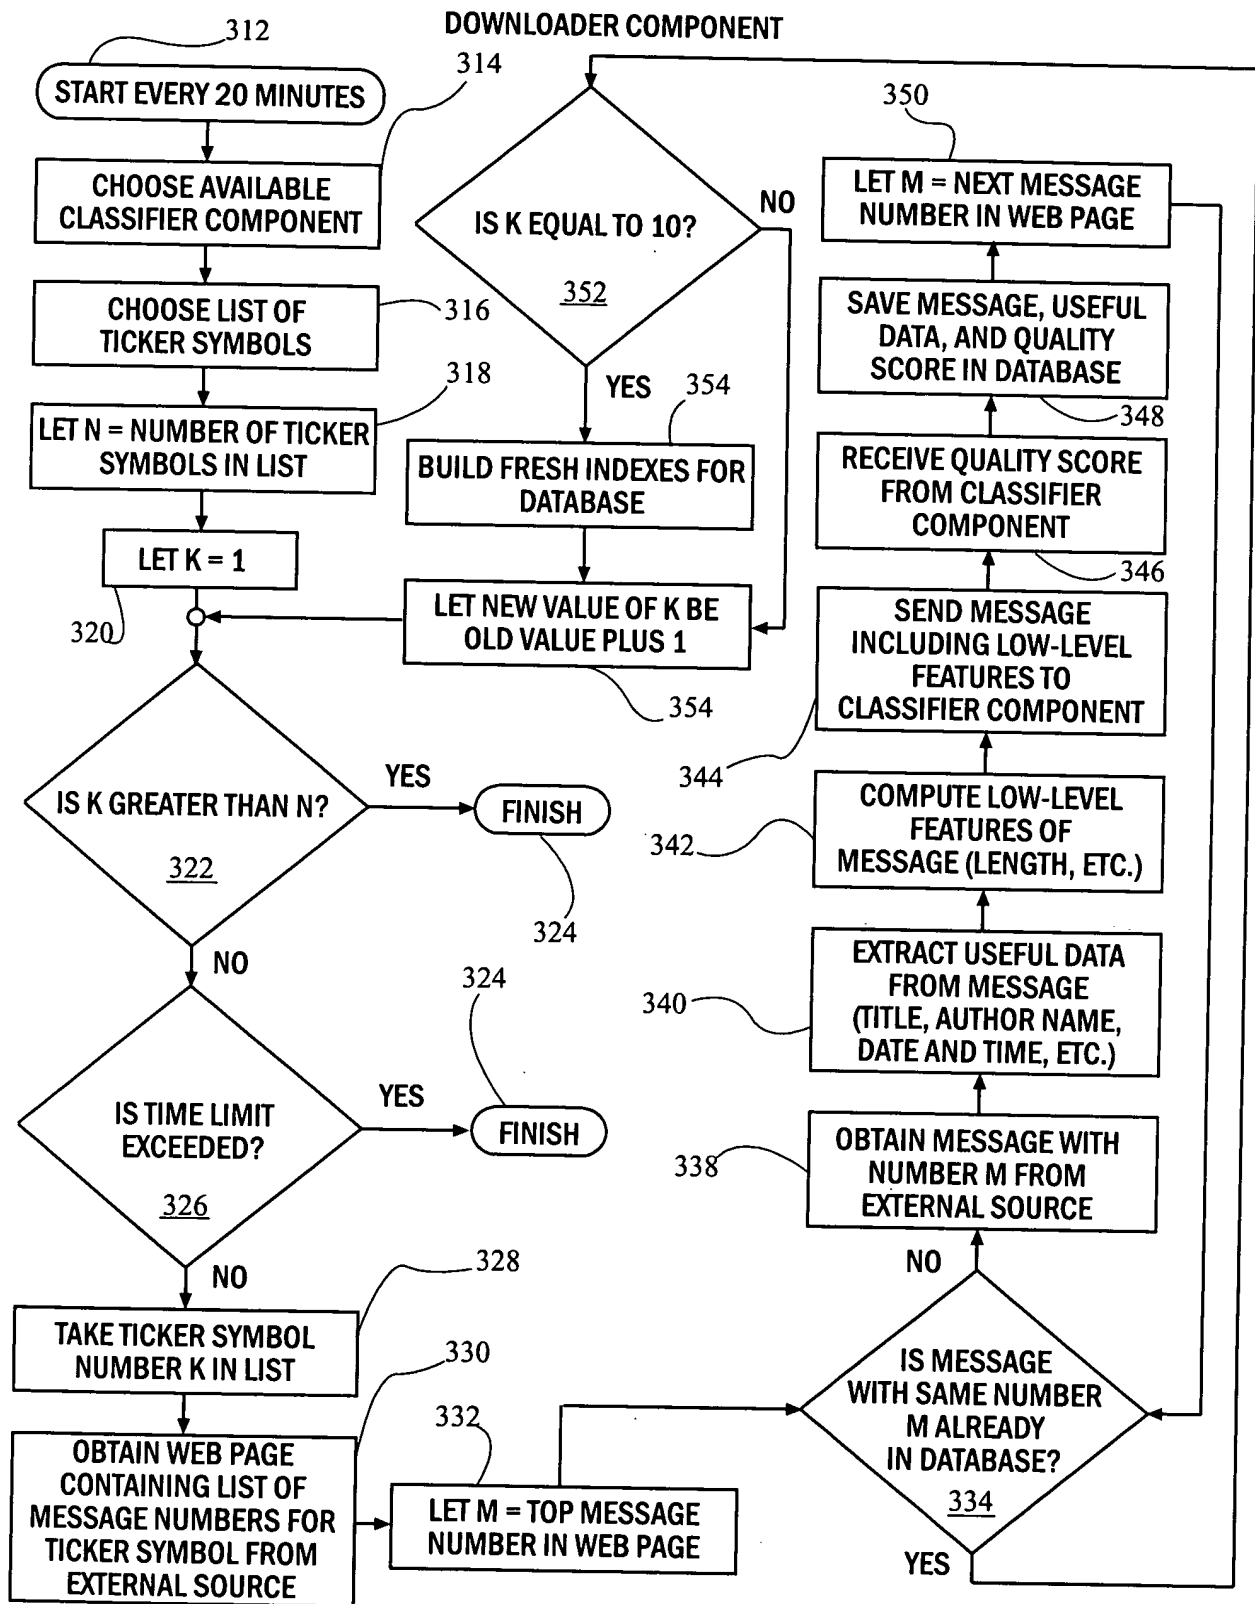 DOWNLOADER COMPONENT
312
START EVERY 20 MINUTES
314
CHOOSE AVAILABLE
CLASSIFIER COMPONENT
CHOOSE LIST OF
TICKER SYMBOLS
316
318
LET N = NUMBER OF TICKER
SYMBOLS IN LIST
LET K = 1
320
IS K GREATER THAN N?
322
YES
FINISH
324
NO
IS TIME LIMIT
EXCEEDED?
326
YES
324
FINISH
NO
328
TAKE TICKER SYMBOL
NUMBER K IN LIST
330
OBTAIN WEB PAGE
CONTAINING LIST OF
MESSAGE NUMBERS FOR
TICKER SYMBOL FROM
EXTERNAL SOURCE
332
LET M = TOP MESSAGE
NUMBER IN WEB PAGE
IS K EQUAL TO 10?
352
NO
YES
354
BUILD FRESH INDEXES FOR
DATABASE
LET NEW VALUE OF K BE
OLD VALUE PLUS 1
354
350
LET M = NEXT MESSAGE
NUMBER IN WEB PAGE
SAVE MESSAGE, USEFUL
DATA, AND QUALITY
SCORE IN DATABASE
348
RECEIVE QUALITY SCORE
FROM CLASSIFIER
COMPONENT
346
SEND MESSAGE
INCLUDING LOW-LEVEL
FEATURES TO
CLASSIFIER COMPONENT
344
COMPUTE LOW-LEVEL
FEATURES OF
MESSAGE (LENGTH, ETC.)
342
EXTRACT USEFUL DATA
FROM MESSAGE
(TITLE, AUTHOR NAME,
DATE AND TIME, ETC.)
340
OBTAIN MESSAGE WITH
NUMBER M FROM
EXTERNAL SOURCE
338
NO
IS MESSAGE
WITH SAME NUMBER
M ALREADY
IN DATABASE?
334
YES